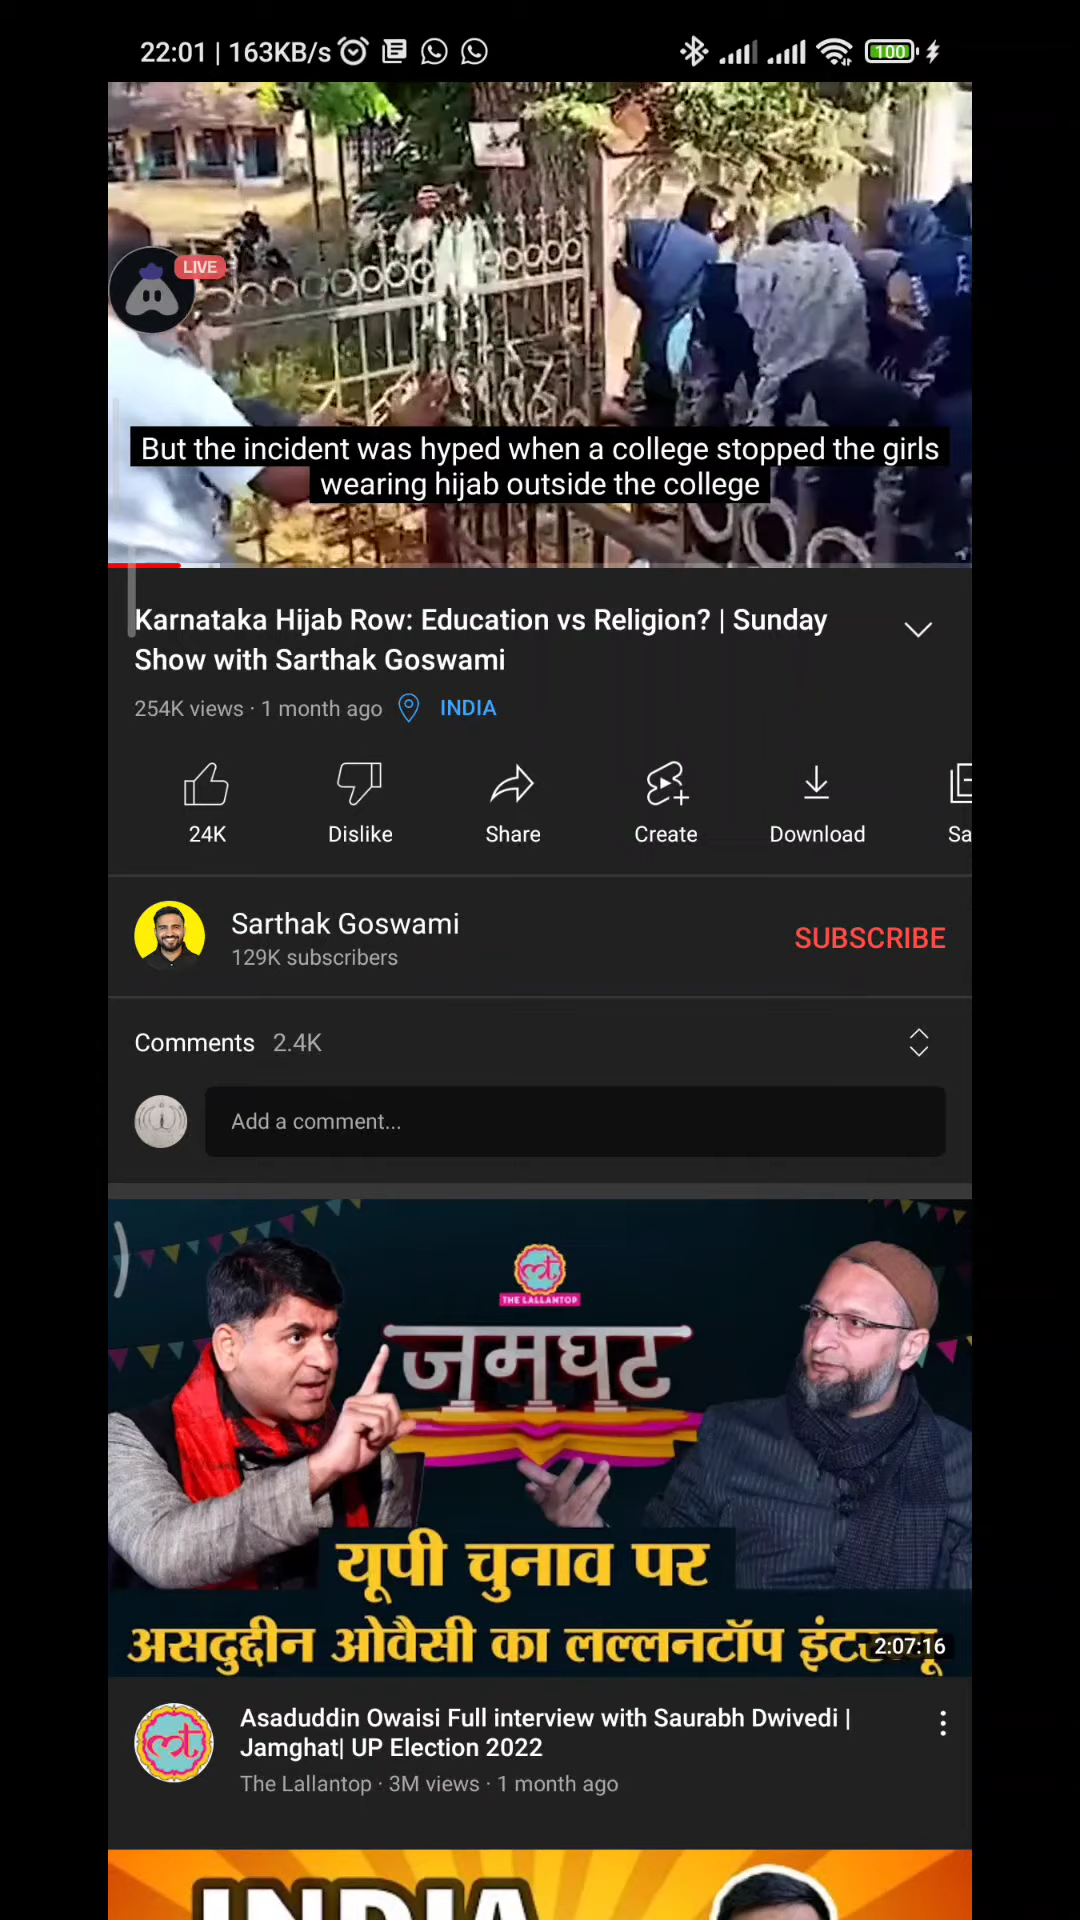 22:01 | 163KB/s
100
LIVE
But the incident was hyped when a college stopped the girls
wearing hijab outside the college
Karnataka Hijab Row: Education vs Religion? | Sunday
Show with Sarthak Goswami
254K views · 1 month ago INDIA
24K Dislike Share Create Download Sa
Sarthak Goswami
129K subscribers
SUBSCRIBE
Comments 2.4K
Add a comment...
THE LALLANTOP
जमघट
यूपी चुनाव पर
असदुद्दीन ओवैसी का लल्लनटॉप
2:07:16
Asaduddin Owaisi Full interview with Saurabh Dwivedi |
Jamghat| UP Election 2022
The Lallantop · 3M views · 1 month ago
INDIA